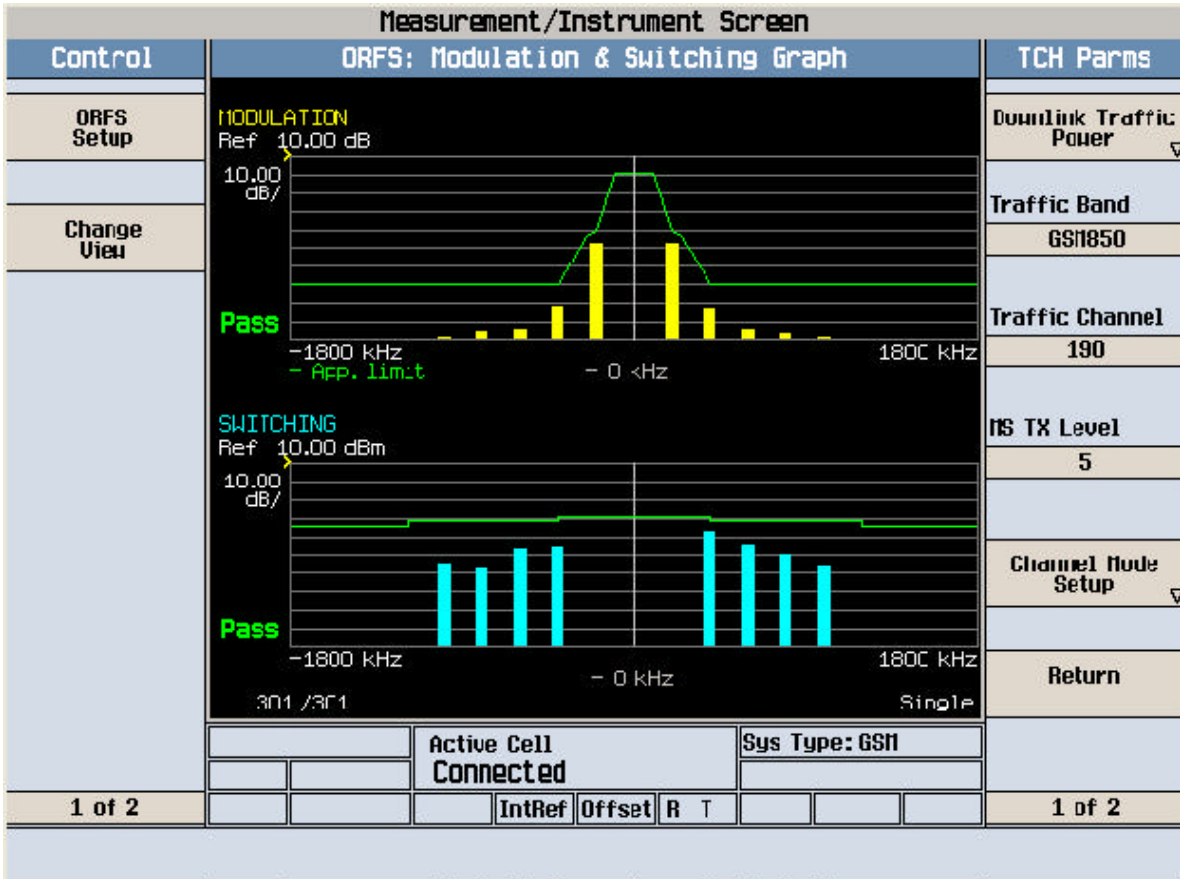 Measurement/Instrument Screen
Control
ORFS: Modulation & Switching Graph
TCH Parms
ORFS
Setup
Change
View
1 of 2
MODULATION
Ref 10.00 dB
10.00
dB/
Pass
-1800 kHz
1800 kHz
- App. limit
- 0 kHz
SWITCHING
Ref 10.00 dBm
10.00
dB/
Pass
-1800 kHz
1800 kHz
- 0 kHz
301 /301
Single
Downlink Traffic
Power
Traffic Band
GSM850
Traffic Channel
190
MS TX Level
5
Channel Mode
Setup
Return
1 of 2
Active Cell
Connected
Sys Type: GSM
IntRef
Offset
R T